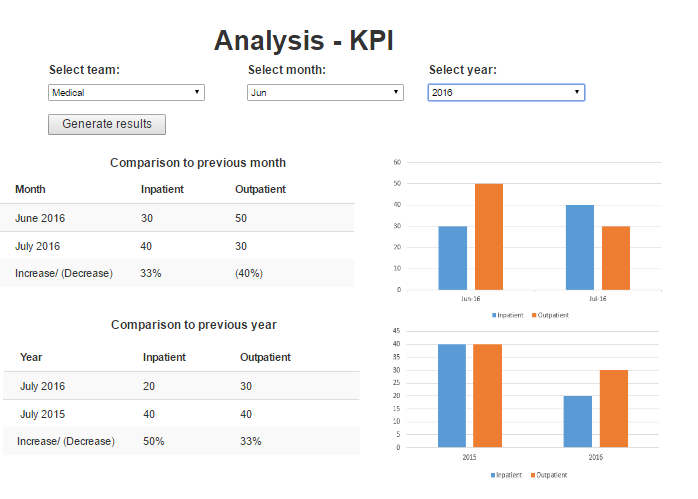 Analysis - KPI
Select team: Select month: Select year:
Medical Jun 2016
Generate results
Comparison to previous month
Month Inpatient Outpatient
June 2016 30 50
July 2016 40 30
Increase/ (Decrease) 33% (40%)
60
50
40
30
20
10
0
Jun-16 Jul-16
Inpatient Outpatient
Comparison to previous year
Year Inpatient Outpatient
July 2016 20 30
July 2015 40 40
Increase/ (Decrease) 50% 33%
45
40
35
30
25
20
15
10
5
0
2015 2016
Inpatient Outpatient